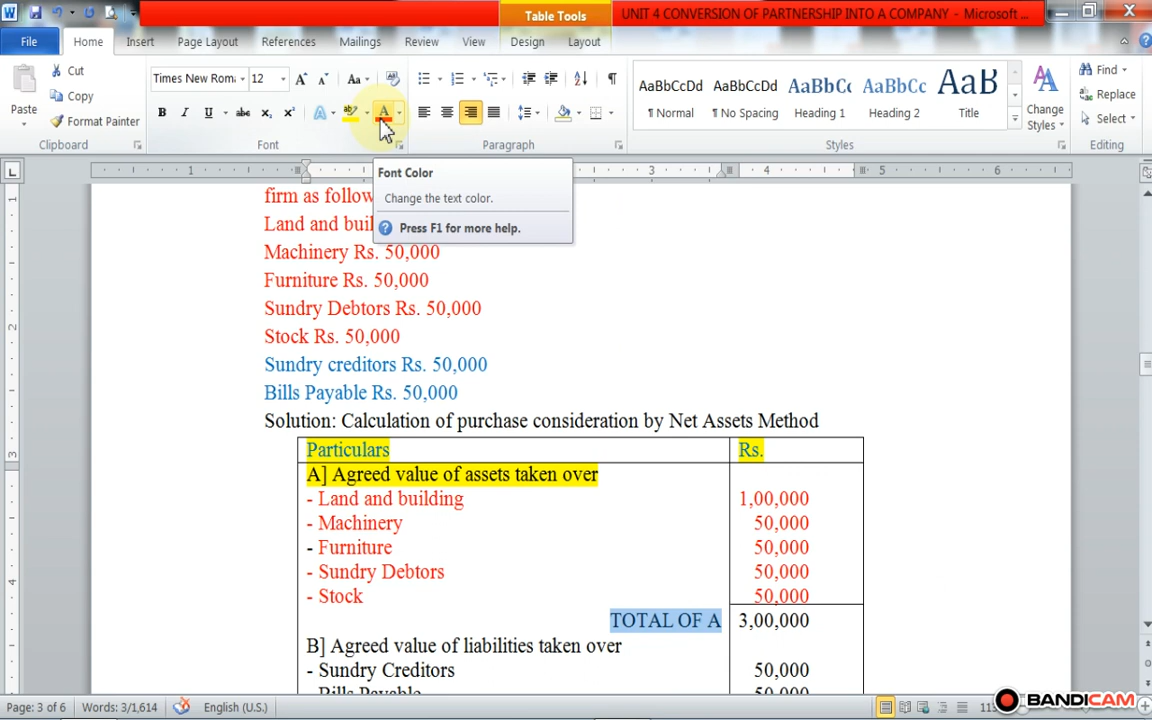 Table Tools
UNIT 4 CONVERSION OF PARTNERSHIP INTO A COMPANY - Microsoft ...
File Home Insert Page Layout References Mailings Review View Design Layout
Paste
Cut
Copy
Format Painter
Clipboard
Times New Rom 12
Font
Paragraph
AaBbCcDd AaBbCcDd AaBbCc AaBbCc AaB
¶ Normal ¶ No Spacing Heading 1 Heading 2 Title
Styles
Change Styles
Find
Replace
Select
Editing
Font Color
Change the text color.
Press F1 for more help.
firm as follow
Land and buil
Machinery Rs. 50,000
Furniture Rs. 50,000
Sundry Debtors Rs. 50,000
Stock Rs. 50,000
Sundry creditors Rs. 50,000
Bills Payable Rs. 50,000
Solution: Calculation of purchase consideration by Net Assets Method
Particulars Rs.
A] Agreed value of assets taken over
- Land and building 1,00,000
- Machinery 50,000
- Furniture 50,000
- Sundry Debtors 50,000
- Stock 50,000
TOTAL OF A 3,00,000
B] Agreed value of liabilities taken over
- Sundry Creditors 50,000
- Bills Payable 50,000
Page: 3 of 6 Words: 3/1,614 English (U.S.)
BANDICAM